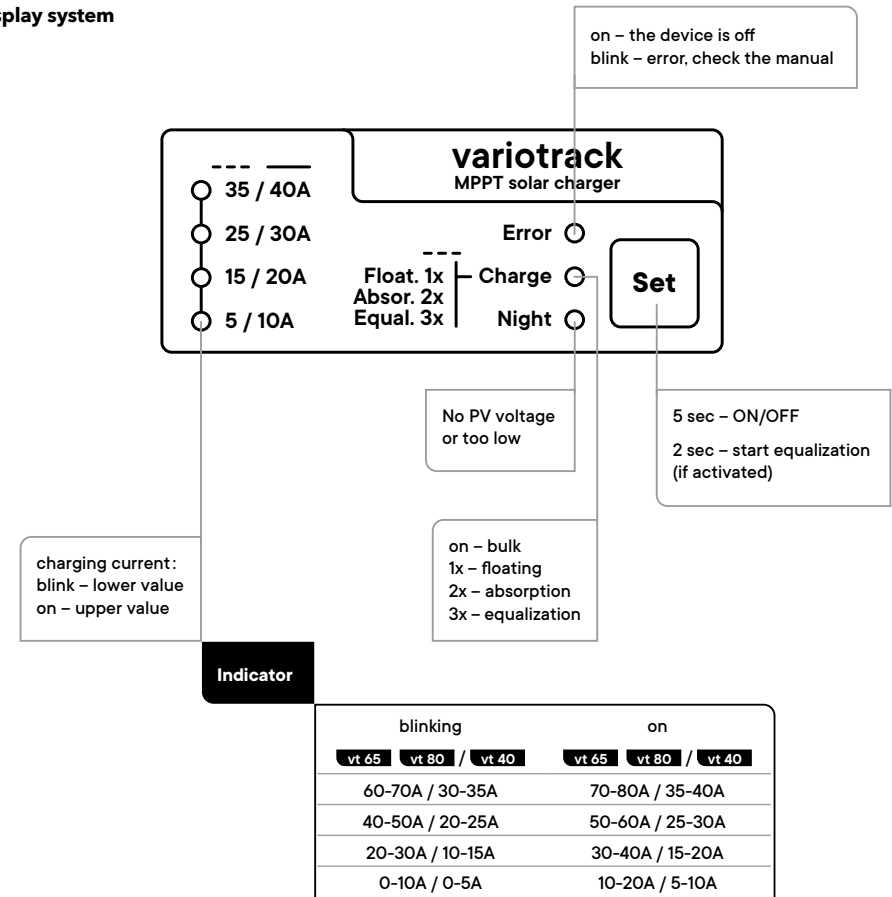 splay system
on – the device is off
blink – error, check the manual
variotrack
MPPT solar charger
35 / 40A
25 / 30A
15 / 20A
5 / 10A
Error
Float. 1x
Absor. 2x
Equal. 3x
Charge
Night
Set
No PV voltage
or too low
5 sec – ON/OFF
2 sec – start equalization
(if activated)
on – bulk
1x – floating
2x – absorption
3x – equalization
charging current:
blink – lower value
on – upper value
Indicator
blinking on
vt 65 vt 80 / vt 40 vt 65 vt 80 / vt 40
60-70A / 30-35A 70-80A / 35-40A
40-50A / 20-25A 50-60A / 25-30A
20-30A / 10-15A 30-40A / 15-20A
0-10A / 0-5A 10-20A / 5-10A